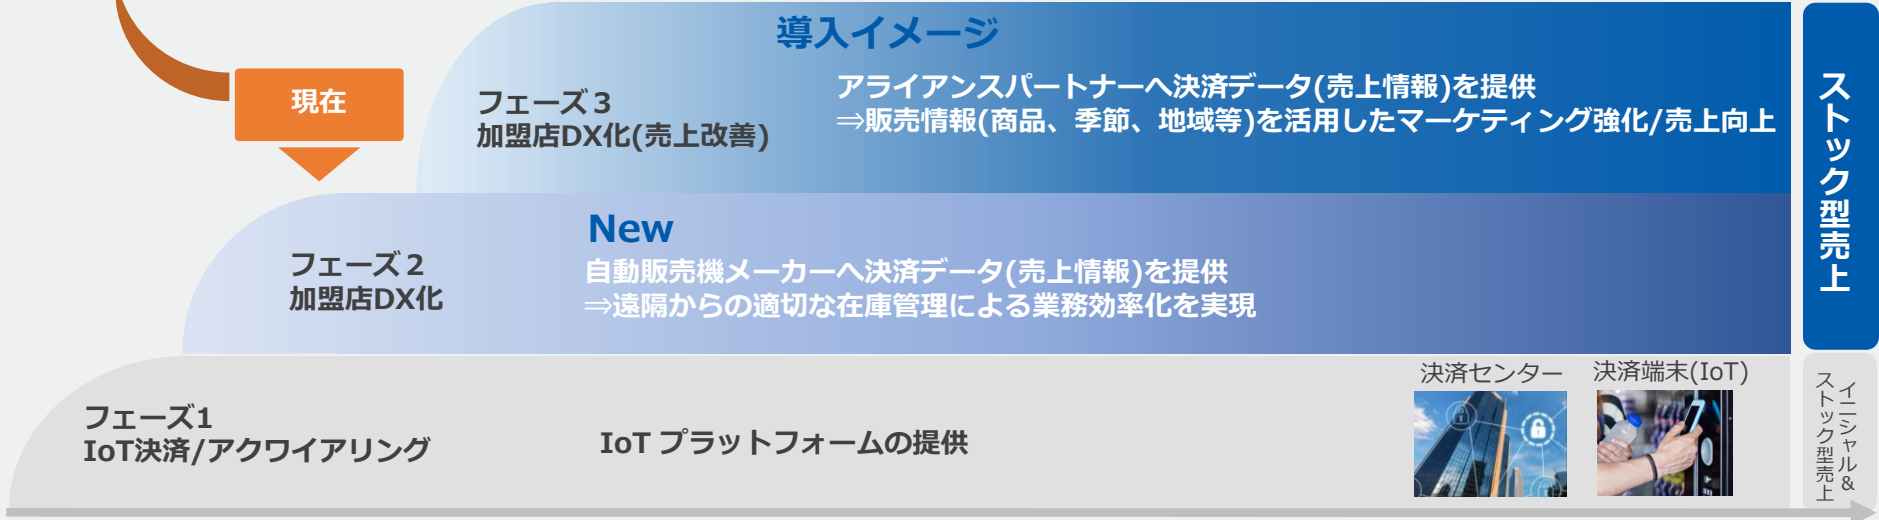 導入イメージ
現在
フェーズ３
加盟店DX化(売上改善)
アライアンスパートナーへ決済データ(売上情報)を提供
⇒販売情報(商品、季節、地域等)を活用したマーケティング強化/売上向上
ストック型売上
New
フェーズ２
加盟店DX化
自動販売機メーカーへ決済データ(売上情報)を提供
⇒遠隔からの適切な在庫管理による業務効率化を実現
フェーズ1
IoT決済/アクワイアリング
IoT プラットフォームの提供
決済センター
決済端末(IoT)
イニシャル&
ストック型売上